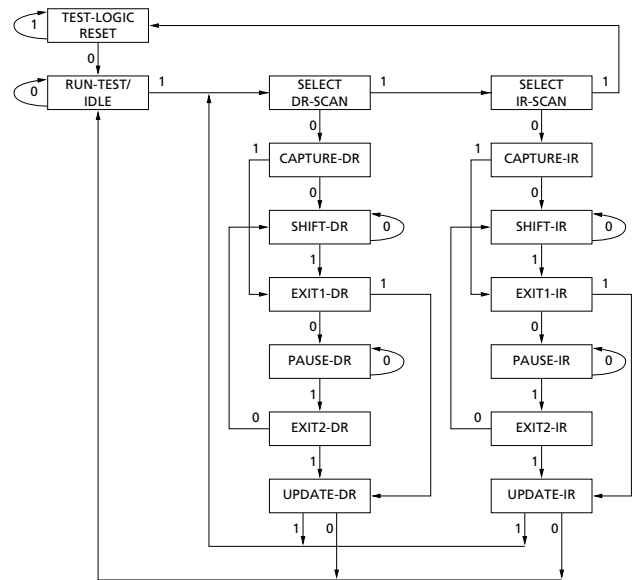 TEST-LOGIC
RESET
1
0
RUN-TEST/
IDLE
0
1
SELECT
DR-SCAN
1
SELECT
IR-SCAN
1
0
0
1
CAPTURE-DR
1
CAPTURE-IR
0
0
SHIFT-DR
0
SHIFT-IR
0
1
1
EXIT1-DR
1
EXIT1-IR
1
0
0
PAUSE-DR
0
PAUSE-IR
0
1
1
0
EXIT2-DR
0
EXIT2-IR
1
1
UPDATE-DR
UPDATE-IR
1
0
1
0